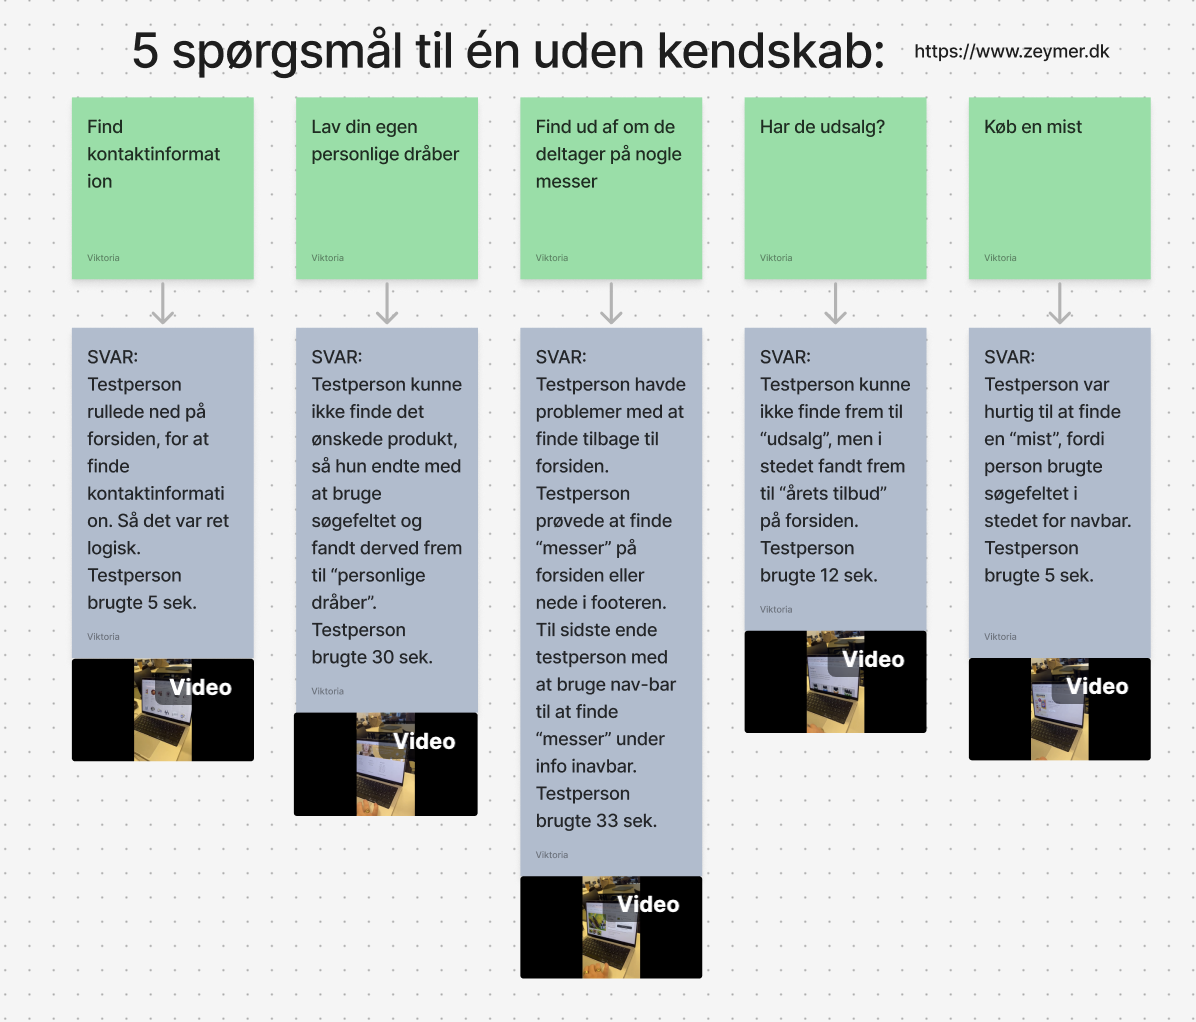 5 spørgsmål til én uden kendskab:
https://www.zeymer.dk
Find
kontaktinformat
ion
Viktoria
Lav din egen
personlige dråber
Viktoria
Find ud af om de
deltager på nogle
messer
Viktoria
Har de udsalg?
Viktoria
Køb en mist
Viktoria
SVAR:
Testperson
rullede ned på
forsiden, for at
finde
kontaktinformati
on. Så det var ret
logisk.
Testperson
brugte 5 sek.
Viktoria
Video
SVAR:
Testperson kunne
ikke finde det
ønskede produkt,
så hun endte med
at bruge
søgefeltet og
fandt derved frem
til “personlige
dråber”.
Testperson
brugte 30 sek.
Viktoria
Video
SVAR:
Testperson havde
problemer med at
finde tilbage til
forsiden.
Testperson
prøvede at finde
“messer” på
forsiden eller
nede i footeren.
Til sidste ende
testperson med
at bruge nav-bar
til at finde
“messer” under
info inavbar.
Testperson
brugte 33 sek.
Viktoria
Video
SVAR:
Testperson kunne
ikke finde frem til
“udsalg”, men i
stedet fandt frem
til “årets tilbud”
på forsiden.
Testperson
brugte 12 sek.
Viktoria
Video
SVAR:
Testperson var
hurtig til at finde
en “mist”, fordi
person brugte
søgefeltet i
stedet for navbar.
Testperson
brugte 5 sek.
Viktoria
Video